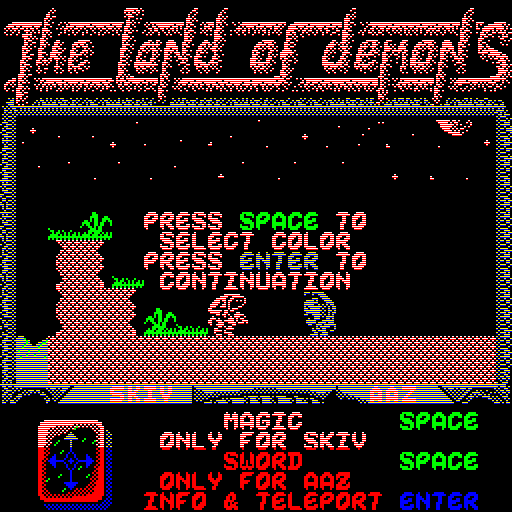 The Land of demons
PRESS SPACE TO
SELECT COLOR
PRESS ENTER TO
CONTINUATION
SKIV AAZ
MAGIC SPACE
ONLY FOR SKIV
SWORD SPACE
ONLY FOR AAZ
INFO & TELEPORT ENTER